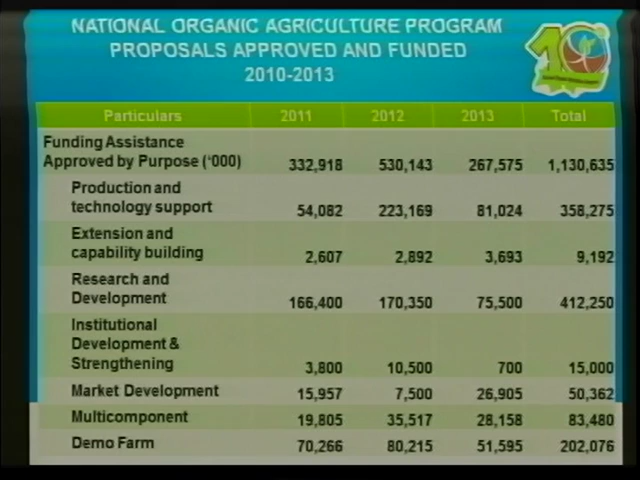 NATIONAL ORGANIC AGRICULTURE PROGRAM
PROPOSALS APPROVED AND FUNDED
2010-2013
10
Particulars 2011 2012 2013 Total
Funding Assistance
Approved by Purpose (‘000) 332,918 530,143 267,575 1,130,635
Production and
technology support 54,082 223,169 81,024 358,275
Extension and
capability building 2,607 2,892 3,693 9,192
Research and
Development 166,400 170,350 75,500 412,250
Institutional
Development &
Strengthening 3,800 10,500 700 15,000
Market Development 15,957 7,500 26,905 50,362
Multicomponent 19,805 35,517 28,158 83,480
Demo Farm 70,266 80,215 51,595 202,076